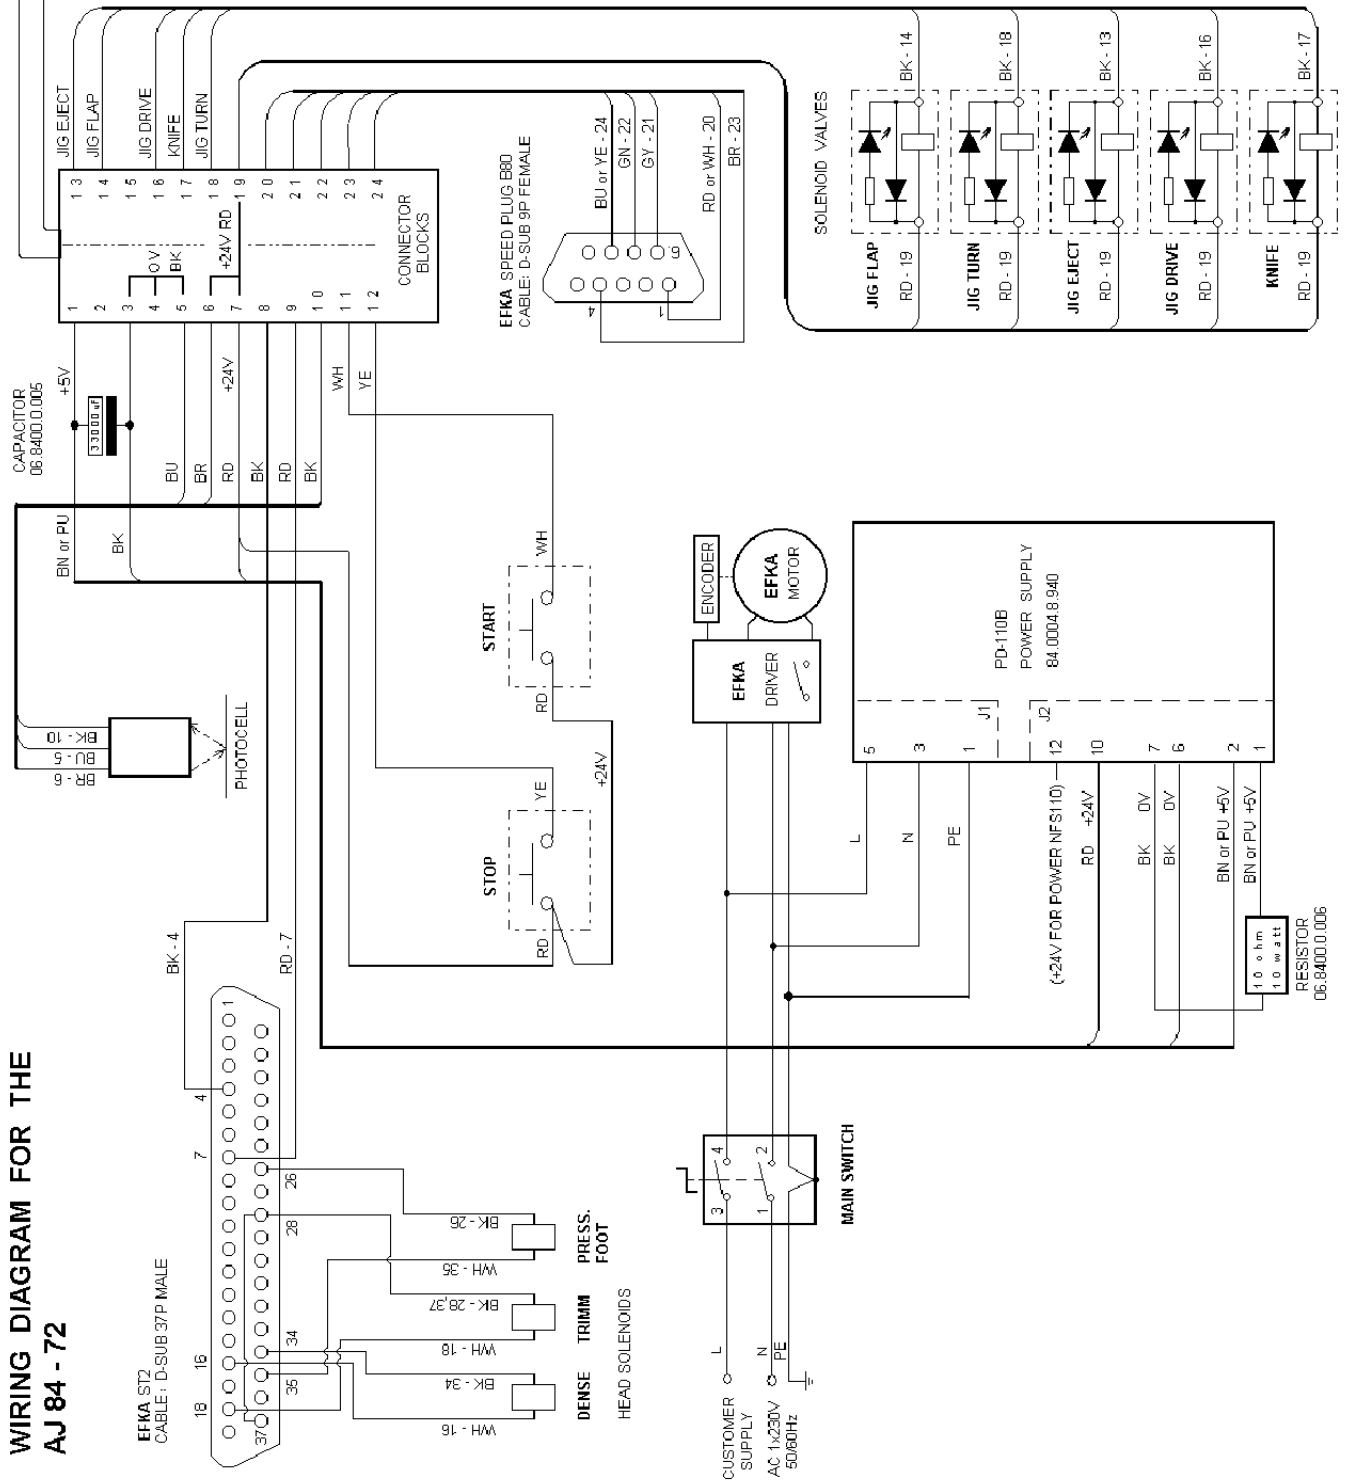 WIRING DIAGRAM FOR THE
AJ 84 - 72
EFKA ST2
CABLE: D-SUB 37P MALE
1
4
7
16
18
26
28
34
35
37
BK - 4
RD - 7
BK - 26
WH - 35
BK - 28,37
WH - 18
BK - 34
WH - 16
PRESS.
FOOT
TRIMM
DENSE
HEAD SOLENOIDS
BR - 6
BU - 5
BK - 10
PHOTOCELL
CAPACITOR
06.8400.0.005
33000uF
BN or PU
BK
+5V
BU
BR
RD
+24V
BK
RD
BK
WH
YE
JIG EJECT
JIG FLAP
JIG DRIVE
KNIFE
JIG TURN
13
14
15
16
17
18
19
20
21
22
23
24
1
2
3
4
5
6
7
8
9
10
11
12
0V
BK
+24V RD
CONNECTOR
BLOCKS
START
WH
RD
STOP
YE
RD
+24V
EFKA SPEED PLUG B80
CABLE: D-SUB 9P FEMALE
BU or YE - 24
GN - 22
GY - 21
RD or WH - 20
BR - 23
9
4
1
SOLENOID VALVES
BK - 14
BK - 18
BK - 13
BK - 16
BK - 17
JIG FLAP
RD - 19
JIG TURN
RD - 19
JIG EJECT
RD - 19
JIG DRIVE
RD - 19
KNIFE
RD - 19
ENCODER
EFKA
MOTOR
EFKA
DRIVER
PD-110B
POWER SUPPLY
84.0004.8.940
J1
J2
5
3
1
12
10
7
6
2
1
L
N
PE
(+24V FOR POWER NFS110)
RD +24V
BK 0V
BK 0V
BN or PU +5V
BN or PU +5V
10 ohm
10 watt
RESISTOR
06.8400.0.006
MAIN SWITCH
3
4
1
2
L
N
PE
CUSTOMER
SUPPLY
AC 1x230V
50/60Hz